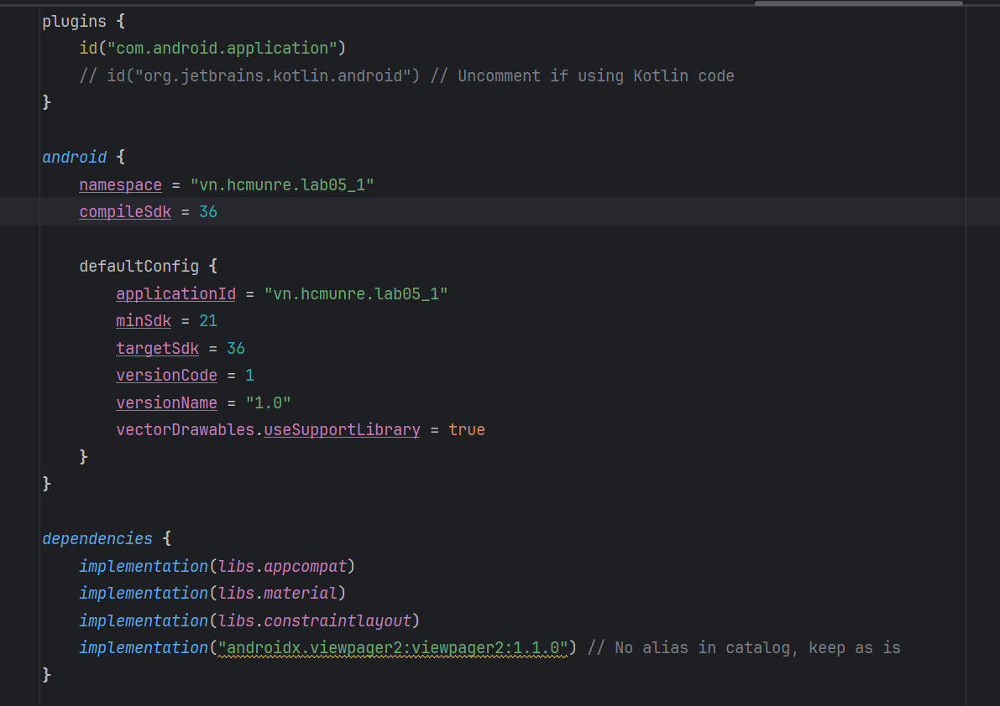 plugins {
    id("com.android.application")
    // id("org.jetbrains.kotlin.android") // Uncomment if using Kotlin code
}
android {
    namespace = "vn.hcmunre.lab05_1"
    compileSdk = 36
    defaultConfig {
        applicationId = "vn.hcmunre.lab05_1"
        minSdk = 21
        targetSdk = 36
        versionCode = 1
        versionName = "1.0"
        vectorDrawables.useSupportLibrary = true
    }
}
dependencies {
    implementation(libs.appcompat)
    implementation(libs.material)
    implementation(libs.constraintlayout)
    implementation("androidx.viewpager2:viewpager2:1.1.0") // No alias in catalog, keep as is
}